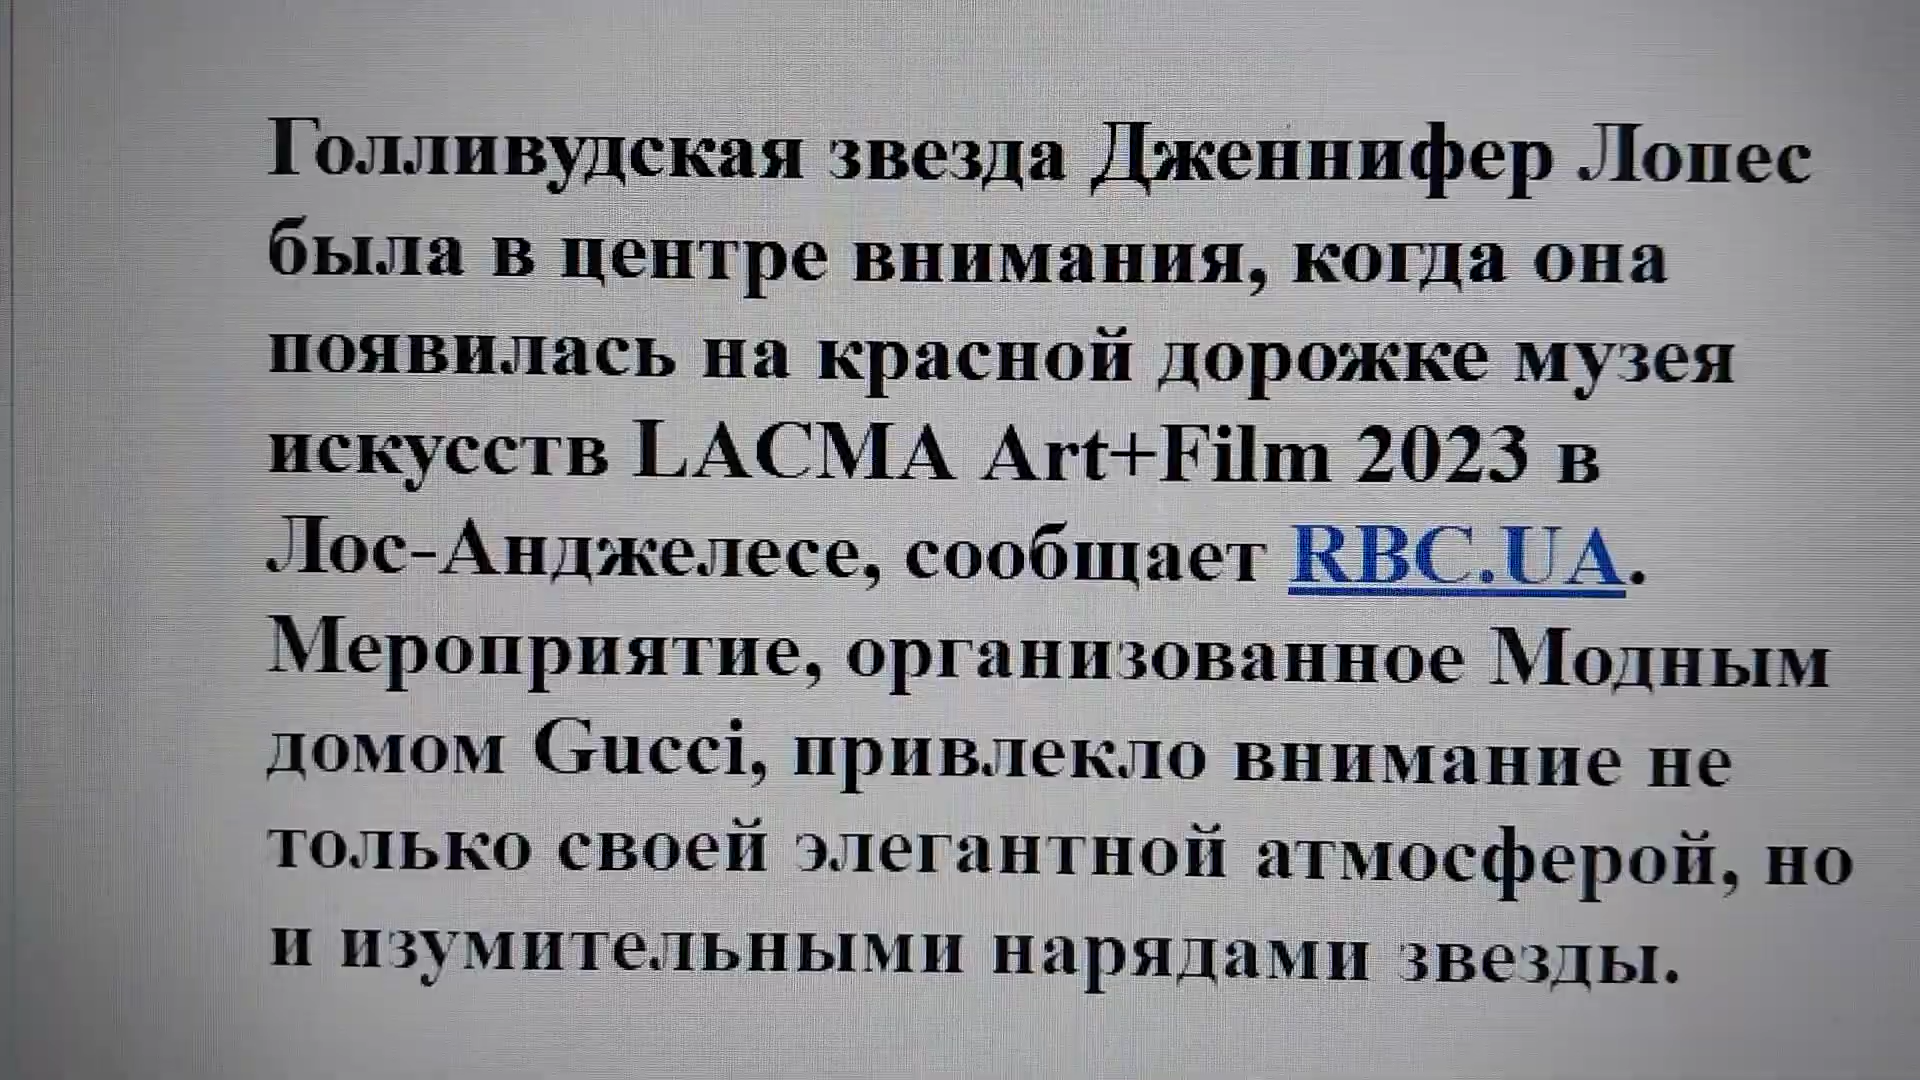 Голливудская звезда Дженнифер Лопес
была в центре внимания, когда она
появилась на красной дорожке музея
искусств LACMA Art+Film 2023 в
Лос-Анджелесе, сообщает RBC.UA.
Мероприятие, организованное Модным
домом Gucci, привлекло внимание не
только своей элегантной атмосферой, но
и изумительными нарядами звезды.